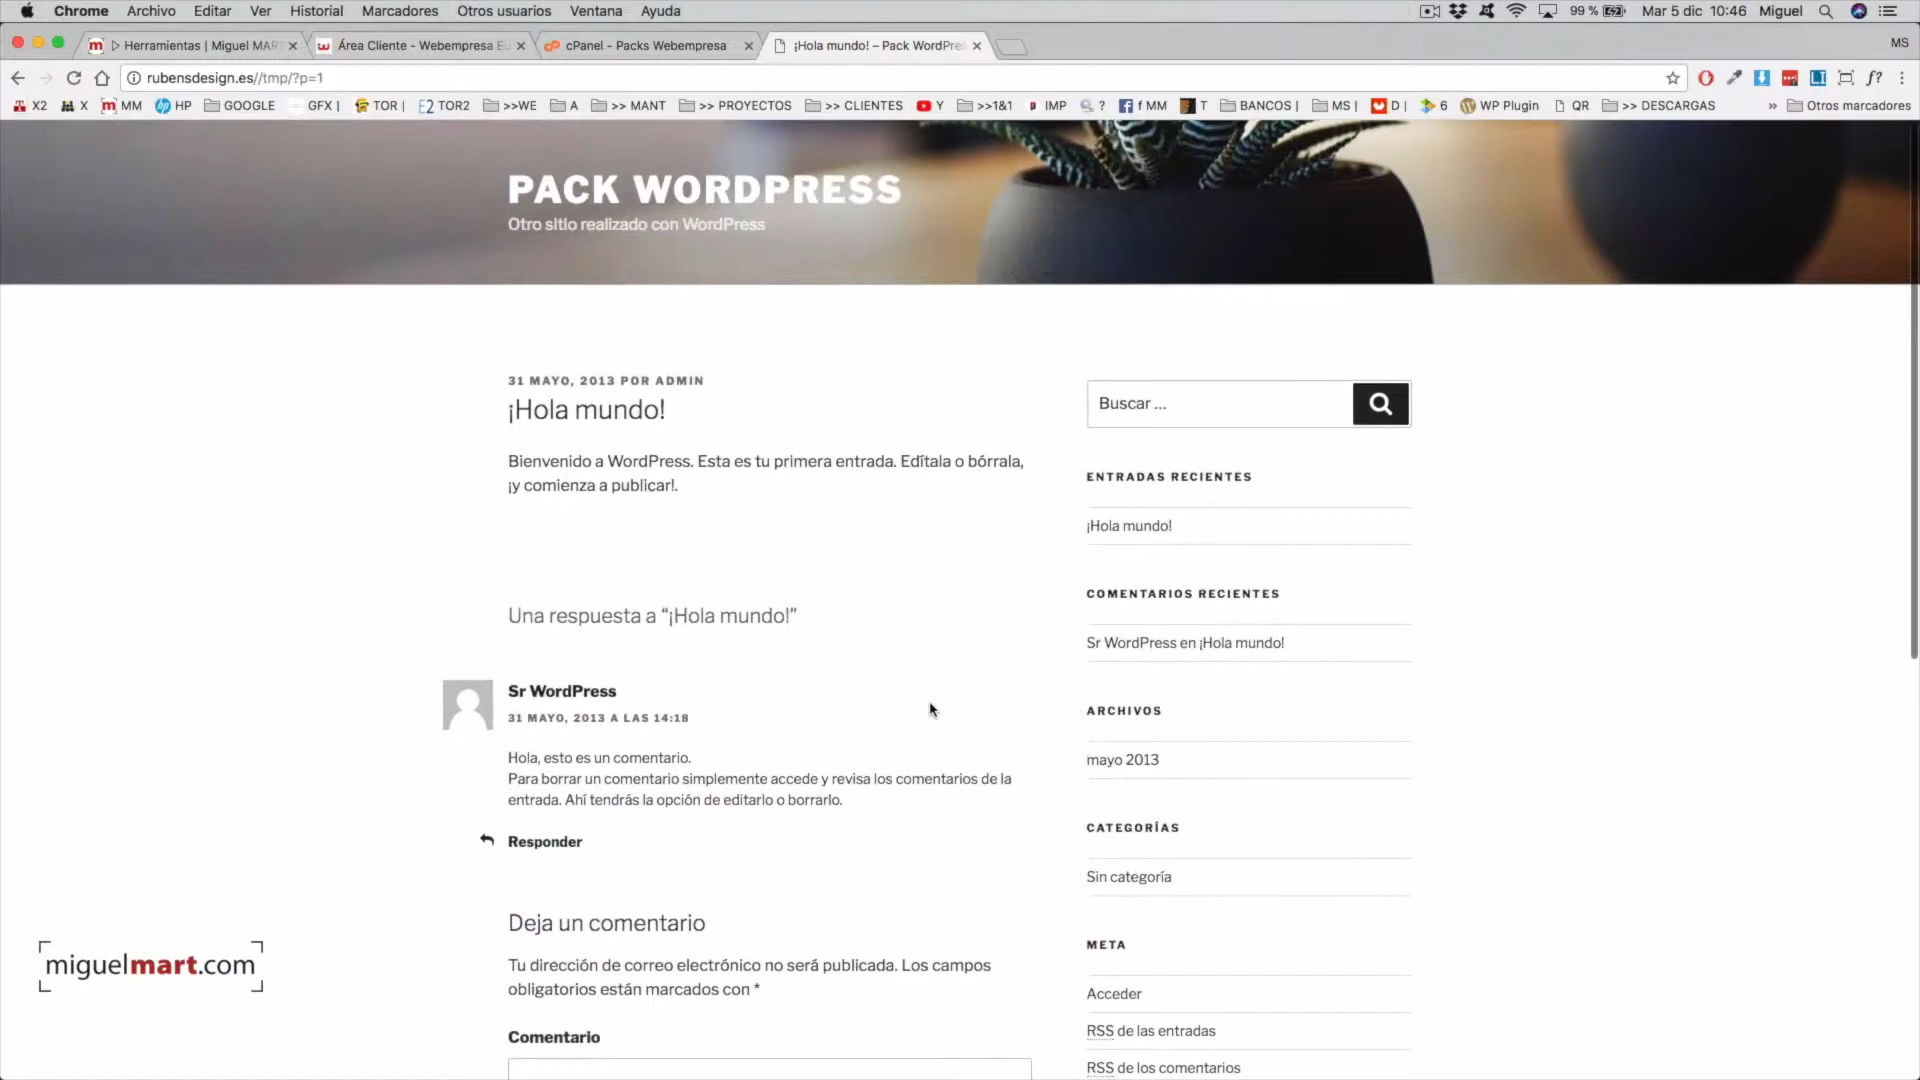 Chrome Archivo Editar Ver Historial Marcadores Otros usuarios Ventana Ayuda 99 % Mar 5 dic 10:46 Miguel
Herramientas | Miguel MAR Área Cliente - Webempresa Eu cPanel - Packs Webempresa ¡Hola mundo! – Pack WordPres MS
rubensdesign.es//tmp/?p=1
X2 X MM HP GOOGLE GFX | TOR | TOR2 >>WE A >> MANT >> PROYECTOS >> CLIENTES Y >>1&1 IMP ? f MM T BANCOS | MS | D | 6 WP Plugin QR >> DESCARGAS » Otros marcadores
PACK WORDPRESS
Otro sitio realizado con WordPress
31 MAYO, 2013 POR ADMIN
¡Hola mundo!
Bienvenido a WordPress. Esta es tu primera entrada. Edítala o bórrala,
¡y comienza a publicar!.
Una respuesta a “¡Hola mundo!”
Sr WordPress
31 MAYO, 2013 A LAS 14:18
Hola, esto es un comentario.
Para borrar un comentario simplemente accede y revisa los comentarios de la
entrada. Ahí tendrás la opción de editarlo o borrarlo.
Responder
Deja un comentario
Tu dirección de correo electrónico no será publicada. Los campos
obligatorios están marcados con *
Comentario
Buscar ...
ENTRADAS RECIENTES
¡Hola mundo!
COMENTARIOS RECIENTES
Sr WordPress en ¡Hola mundo!
ARCHIVOS
mayo 2013
CATEGORÍAS
Sin categoría
META
Acceder
RSS de las entradas
RSS de los comentarios
miguelmart.com